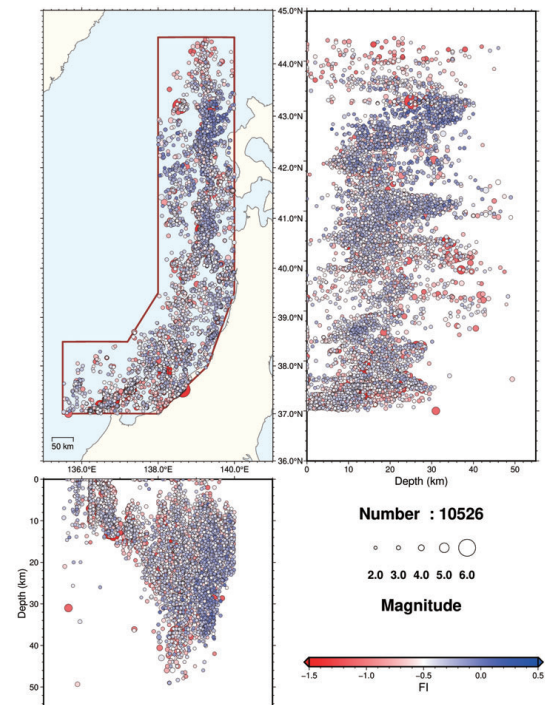 45.0°N
44.0°N
43.0°N
42.0°N
41.0°N
40.0°N
39.0°N
38.0°N
37.0°N
36.0°N
50 km
136.0°E 138.0°E 140.0°E
0 10 20 30 40 50
Depth (km)
0
10
20
30
40
50
Depth (km)
Number : 10526
2.0 3.0 4.0 5.0 6.0
Magnitude
−1.5 −1.0 −0.5 0.0 0.5
FI